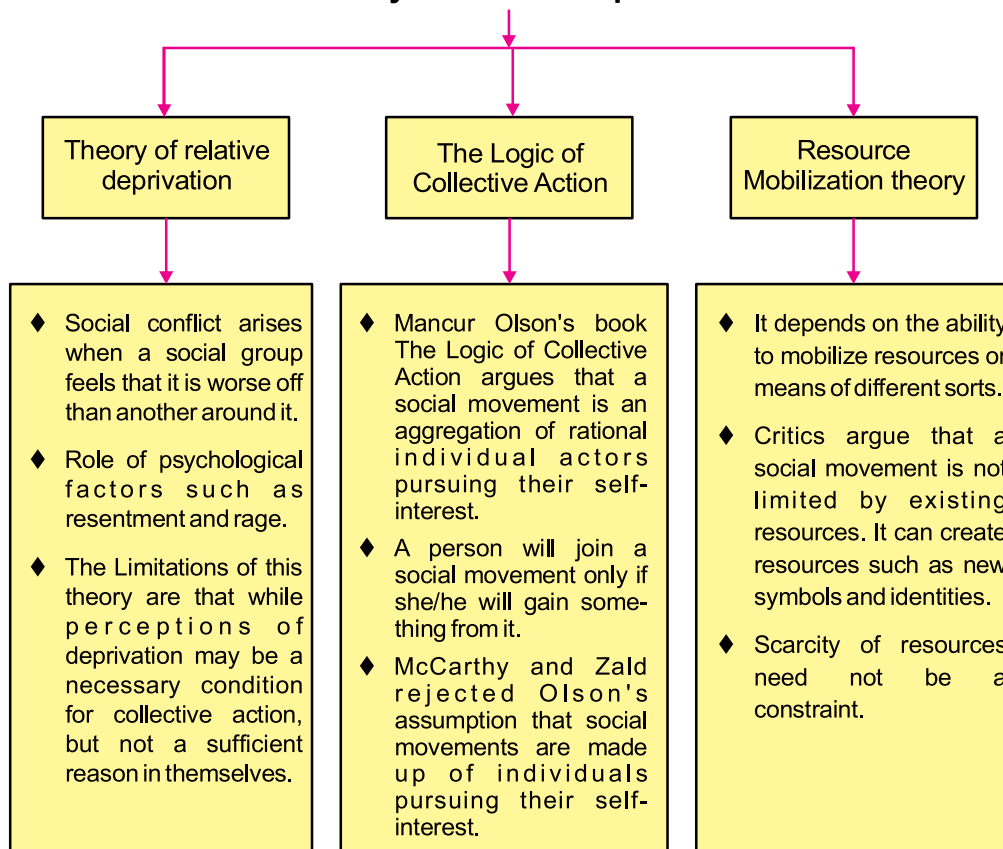 Theory of relative
deprivation
The Logic of
Collective Action
Resource
Mobilization theory
♦ Social conflict arises
when a social group
feels that it is worse off
than another around it.
♦ Role of psychological
factors such as
resentment and rage.
♦ The Limitations of this
theory are that while
perceptions of
deprivation may be a
necessary condition
for collective action,
but not a sufficient
reason in themselves.
♦ Mancur Olson's book
The Logic of Collective
Action argues that a
social movement is an
aggregation of rational
individual actors
pursuing their self-
interest.
♦ A person will join a
social movement only if
she/he will gain some-
thing from it.
♦ McCarthy and Zald
rejected Olson's
assumption that social
movements are made
up of individuals
pursuing their self-
interest.
♦ It depends on the ability
to mobilize resources or
means of different sorts.
♦ Critics argue that a
social movement is not
limited by existing
resources. It can create
resources such as new
symbols and identities.
♦ Scarcity of resources
need not be a
constraint.